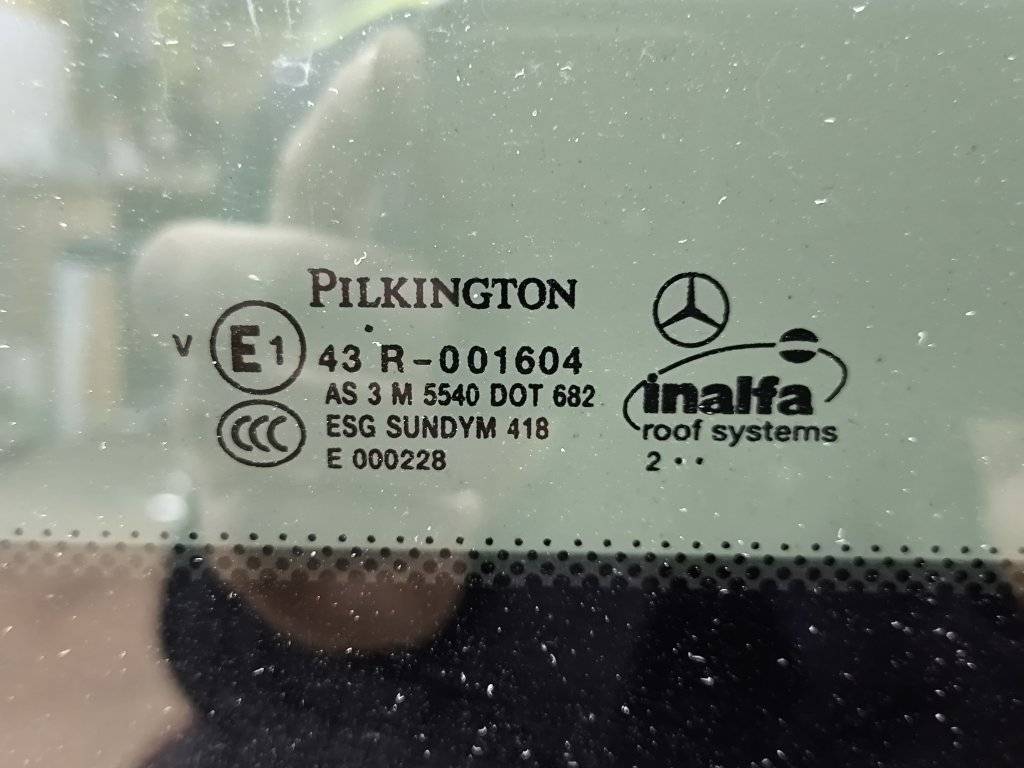 PILKINGTON
V E1 43 R-001604
AS 3 M 5540 DOT 682
CCC ESG SUNDYM 418
E 000228
inalfa
roof systems
2 • •